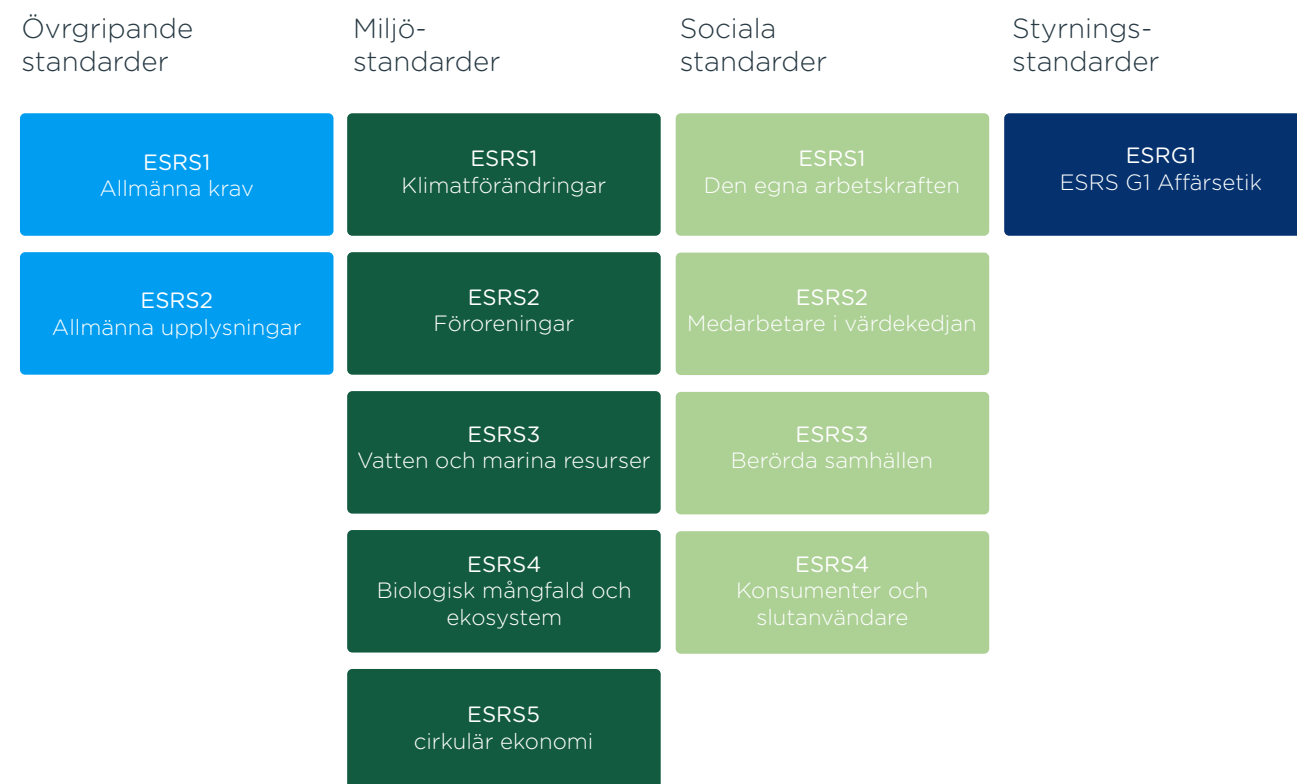 Övrgripande
standarder
Miljö-
standarder
Sociala
standarder
Styrnings-
standarder
ESRS1
Allmänna krav
ESRS2
Allmänna upplysningar
ESRS1
Klimatförändringar
ESRS2
Föroreningar
ESRS3
Vatten och marina resurser
ESRS4
Biologisk mångfald och
ekosystem
ESRS5
cirkulär ekonomi
ESRS1
Den egna arbetskraften
ESRS2
Medarbetare i värdekedjan
ESRS3
Berörda samhällen
ESRS4
Konsumenter och
slutanvändare
ESRG1
ESRS G1 Affärsetik